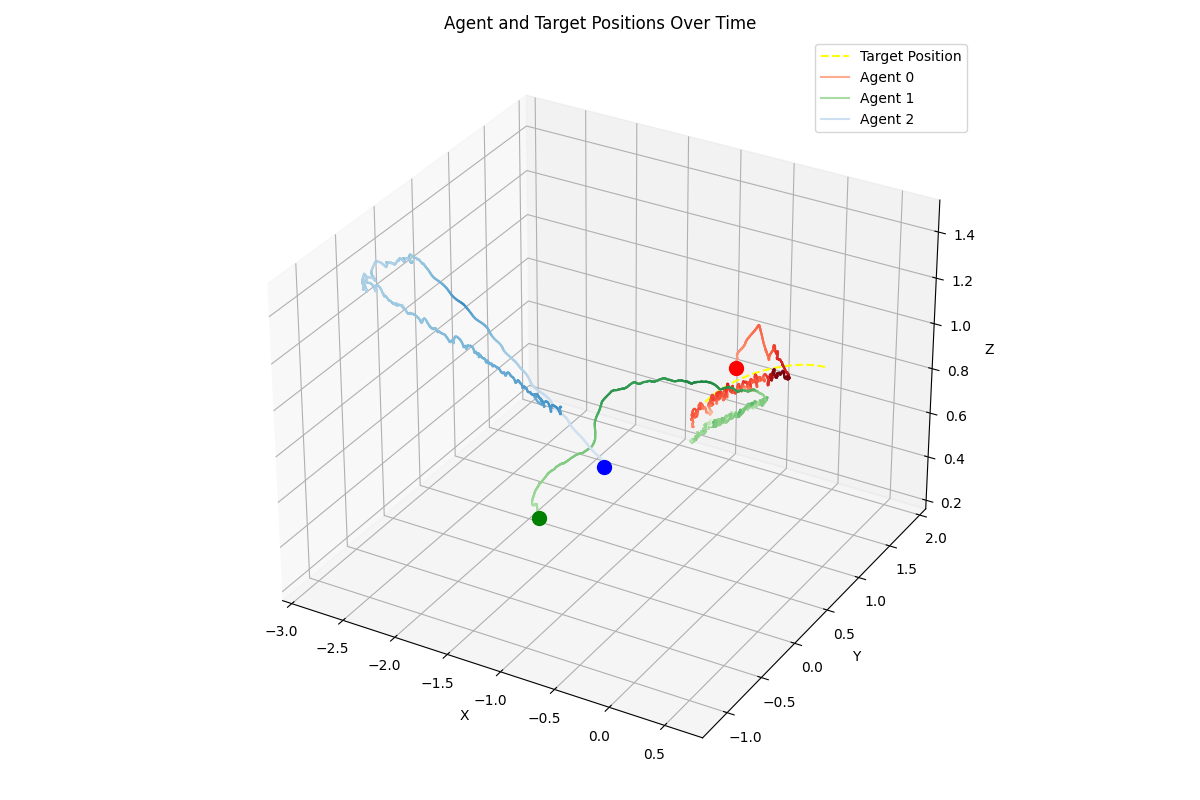 Agent and Target Positions Over Time
Target Position
Agent 0
Agent 1
Agent 2
1.4
1.2
1.0
Z
0.8
0.6
0.4
0.2
2.0
1.5
1.0
0.5
Y
0.0
−0.5
−1.0
−3.0
−2.5
−2.0
−1.5
−1.0
X
−0.5
0.0
0.5